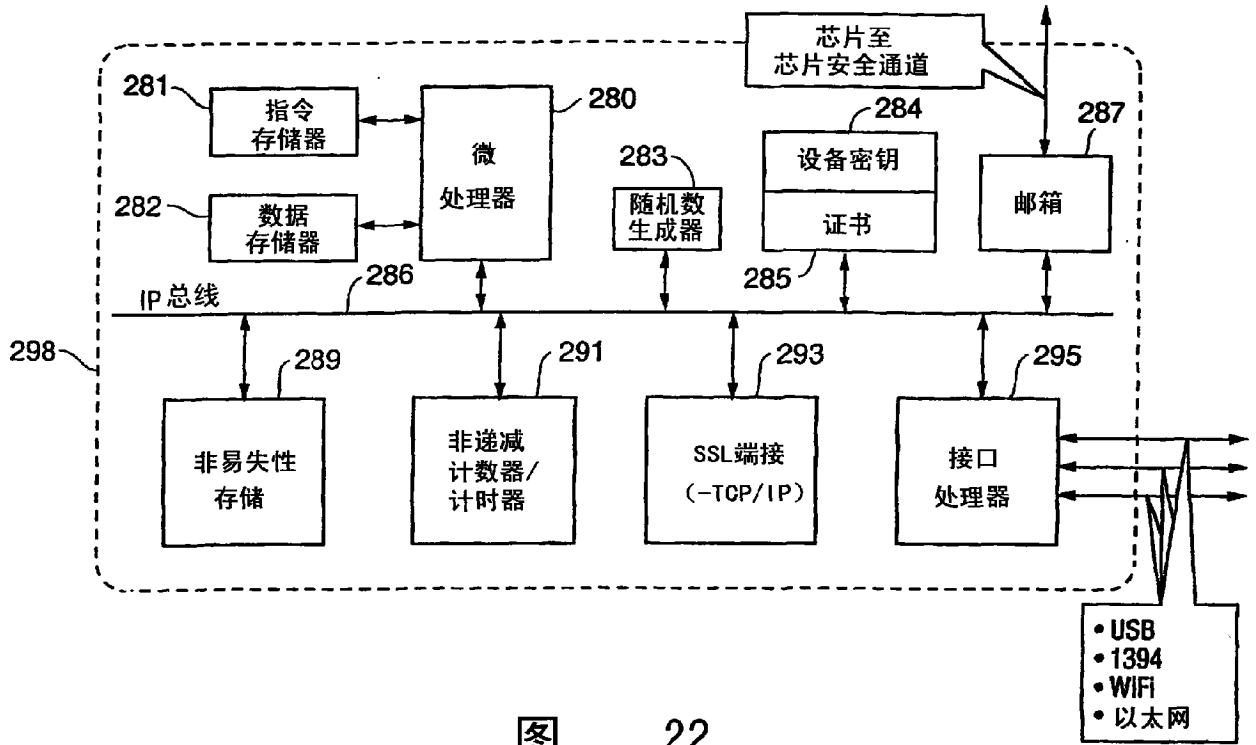 芯片至
芯片安全通道
281
指令
存储器
280
微
处理器
282
数据
存储器
283
随机数
生成器
284
设备密钥
证书
285
287
邮箱
286
IP 总线
298
289
非易失性
存储
291
非递减
计数器/
计时器
293
SSL端接
(-TCP/IP)
295
接口
处理器
• USB
• 1394
• WIFi
• 以太网
图 22